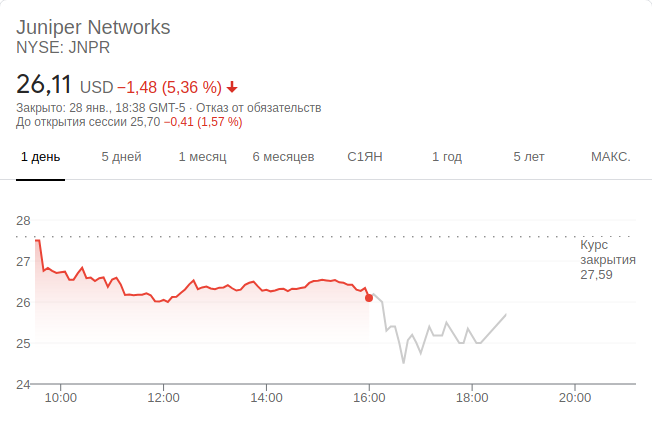 Juniper Networks
NYSE: JNPR
26,11 USD −1,48 (5,36 %)
Закрыто: 28 янв., 18:38 GMT-5 · Отказ от обязательств
До открытия сессии 25,70 −0,41 (1,57 %)
1 день 5 дней 1 месяц 6 месяцев С1ЯН 1 год 5 лет МАКС.
28
Курс
закрытия
27,59
27
26
25
24
10:00 12:00 14:00 16:00 18:00 20:00